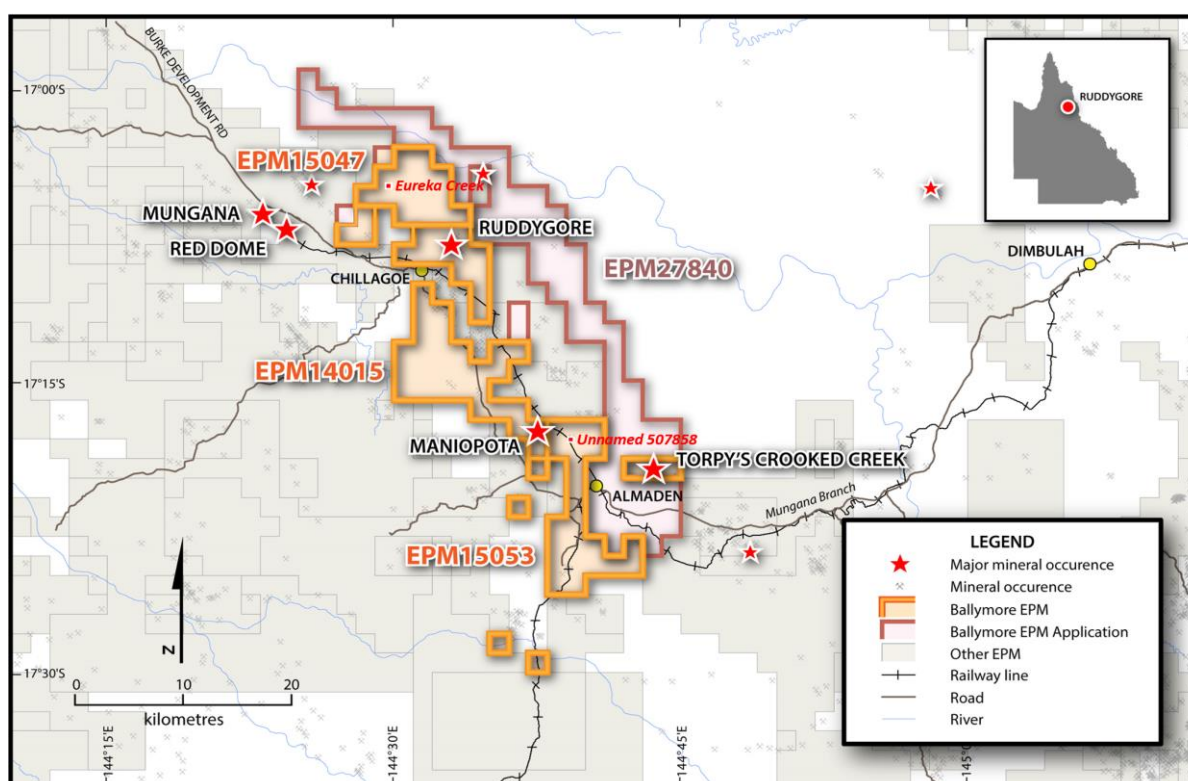 BURKE DEVELOPMENT RD
17°00'S
RUDDYGORE
EPM15047
Eureka Creek
MUNGANA
RED DOME
RUDDYGORE
CHILLAGOE
EPM27840
DIMBULAH
EPM14015
17°15'S
MANIOPOTA
Unnamed 507858
TORPY'S CROOKED CREEK
ALMADEN
Mungana Branch
EPM15053
LEGEND
Major mineral occurence
Mineral occurence
Ballymore EPM
Ballymore EPM Application
Other EPM
Railway line
Road
River
N
17°30'S
0 10 20
kilometres
144°15'E
144°30'E
144°45'E